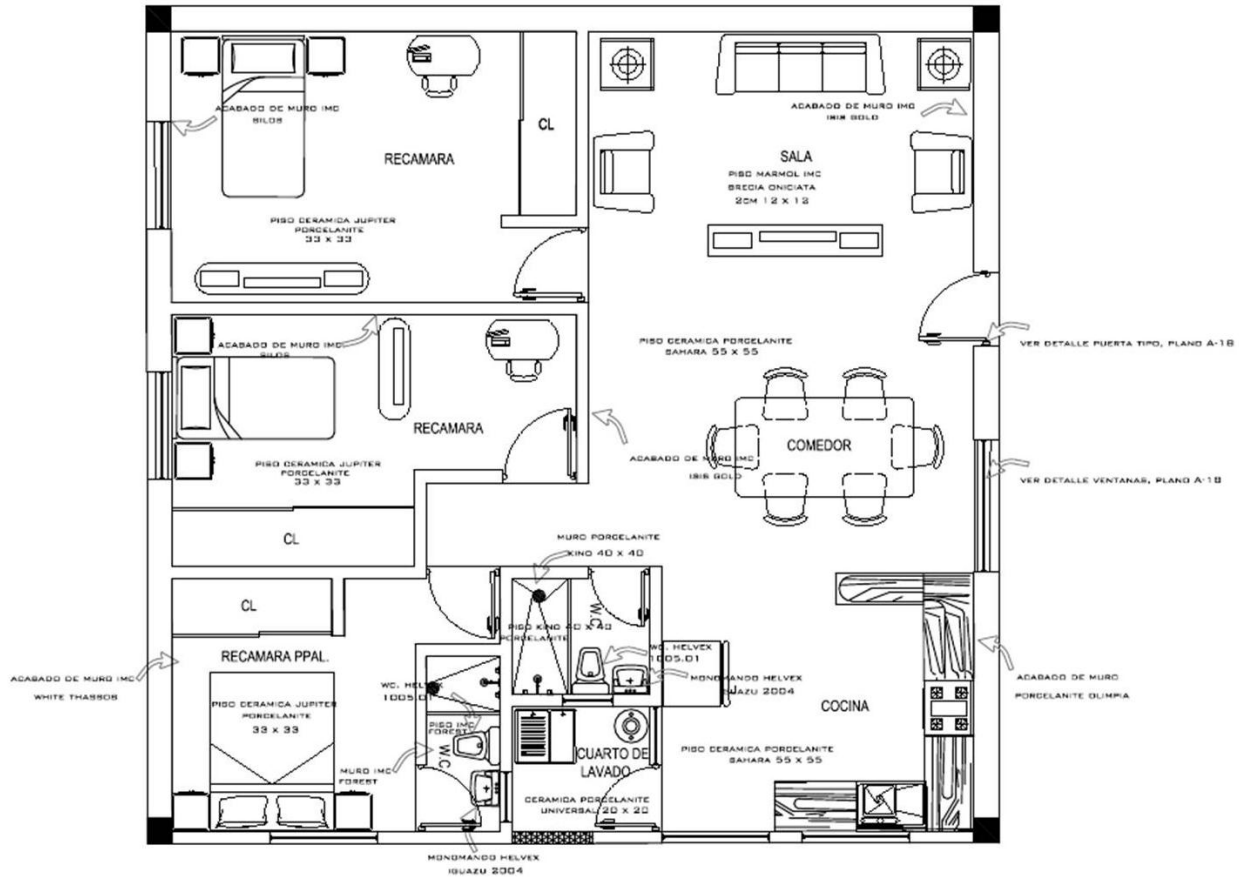 ACABADO DE MURO IMC
SILOS
CL
RECAMARA
PISO CERAMICA JUPITER
PORCELANITE
33 x 33
ACABADO DE MURO IMC
ISIS GOLD
SALA
PISO MARMOL IMC
BRECIA ONICIATA
2CM 12 x 12
ACABADO DE MURO IMC
SILOS
RECAMARA
PISO CERAMICA JUPITER
PORCELANITE
33 x 33
CL
PISO CERAMICA PORCELANITE
SAHARA 55 x 55
VER DETALLE PUERTA TIPO, PLANO A-18
COMEDOR
ACABADO DE MURO IMC
ISIS GOLD
VER DETALLE VENTANAS, PLANO A-18
MURO PORCELANITE
KINO 40 x 40
CL
W.C
PISO KINO 40 x 40
PORCELANITE
WC. HELVEX
1005.01
MONOMANDO HELVEX
IGUAZU 2004
RECAMARA PPAL.
ACABADO DE MURO IMC
WHITE THASSOS
PISO CERAMICA JUPITER
PORCELANITE
33 x 33
WC. HELVEX
1005.01
PISO IMC
FOREST
W.C
MURO IMC
FOREST
MONOMANDO HELVEX
IGUAZU 2004
CUARTO DE
LAVADO
CERAMICA PORCELANITE
UNIVERSAL 20 x 20
COCINA
PISO CERAMICA PORCELANITE
SAHARA 55 x 55
ACABADO DE MURO
PORCELANITE OLIMPIA